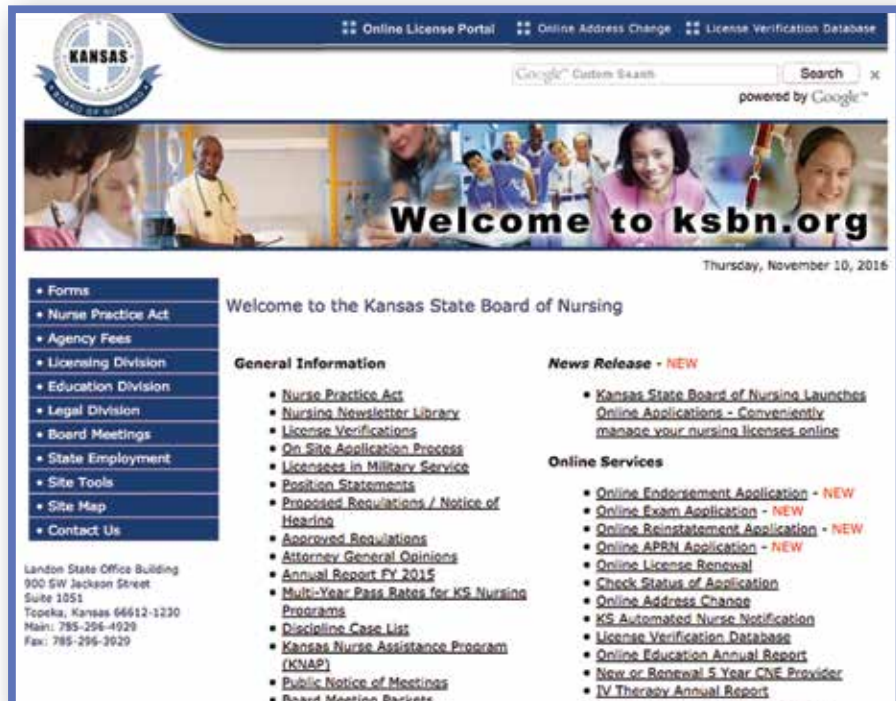 Online License Portal Online Address Change License Verification Database
KANSAS
BOARD OF NURSING
Google™ Custom Search Search x
powered by Google™
Welcome to ksbn.org
Thursday, November 10, 2016
• Forms
• Nurse Practice Act
• Agency Fees
• Licensing Division
• Education Division
• Legal Division
• Board Meetings
• State Employment
• Site Tools
• Site Map
• Contact Us
Landon State Office Building
900 SW Jackson Street
Suite 1051
Topeka, Kansas 66612-1230
Main: 785-296-4929
Fax: 785-296-3929
Welcome to the Kansas State Board of Nursing
General Information
• Nurse Practice Act
• Nursing Newsletter Library
• License Verifications
• On Site Application Process
• Licensees in Military Service
• Position Statements
• Proposed Regulations / Notice of
Hearing
• Approved Regulations
• Attorney General Opinions
• Annual Report FY 2015
• Multi-Year Pass Rates for KS Nursing
Programs
• Discipline Case List
• Kansas Nurse Assistance Program
(KNAP)
• Public Notice of Meetings
• Board Meeting Packets
News Release - NEW
• Kansas State Board of Nursing Launches
Online Applications - Conveniently
manage your nursing licenses online
Online Services
• Online Endorsement Application - NEW
• Online Exam Application - NEW
• Online Reinstatement Application - NEW
• Online APRN Application - NEW
• Online License Renewal
• Check Status of Application
• Online Address Change
• KS Automated Nurse Notification
• License Verification Database
• Online Education Annual Report
• New or Renewal 5 Year CNE Provider
• IV Therapy Annual Report